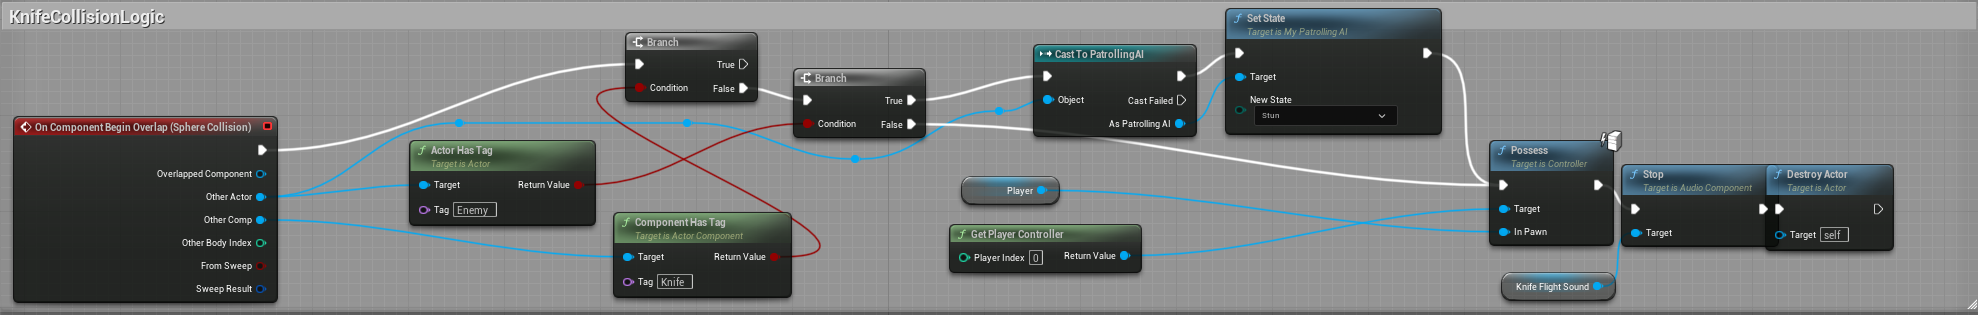 KnifeCollisionLogic
On Component Begin Overlap (Sphere Collision)
Overlapped Component
Other Actor
Other Comp
Other Body Index
From Sweep
Sweep Result
Actor Has Tag
Target is Actor
Target
Return Value
Tag Enemy
Branch
True
Condition
False
Component Has Tag
Target is Actor Component
Target
Return Value
Tag Knife
Branch
True
Condition
False
Cast To PatrollingAI
Object
Cast Failed
As Patrolling AI
Player
Get Player Controller
Player Index 0
Return Value
Set State
Target is My Patrolling AI
Target
New State
Stun
Possess
Target is Controller
Target
In Pawn
Knife Flight Sound
Stop
Target is Audio Component
Target
Destroy Actor
Target is Actor
Target self